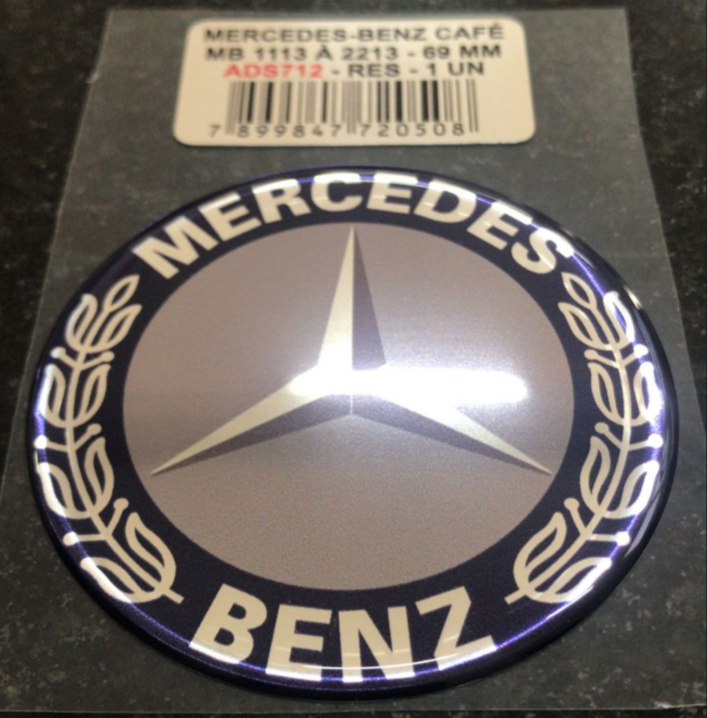 MERCEDES-BENZ CAFÉ
MB 1113 À 2213 - 69 MM
ADS712 - RES - 1 UN
7 899847 720508
MERCEDES
BENZ